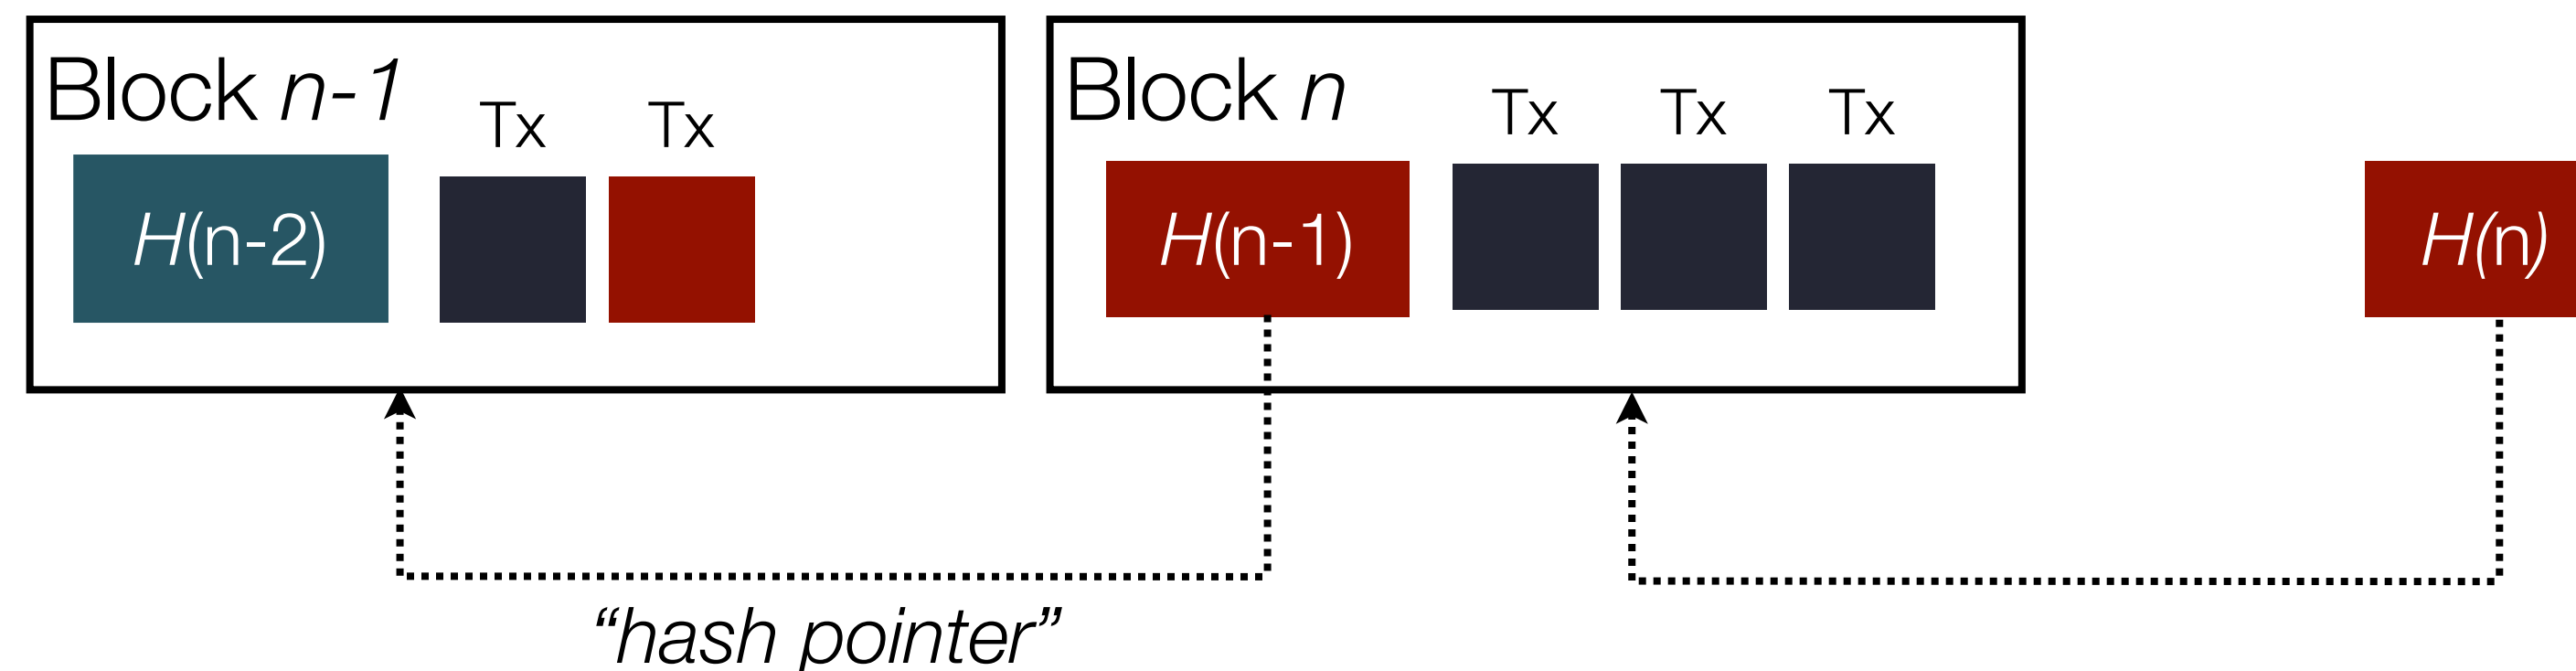 Block n-1
Tx Tx
H(n-2)
Block n
Tx Tx Tx
H(n-1)
H(n)
“hash pointer”